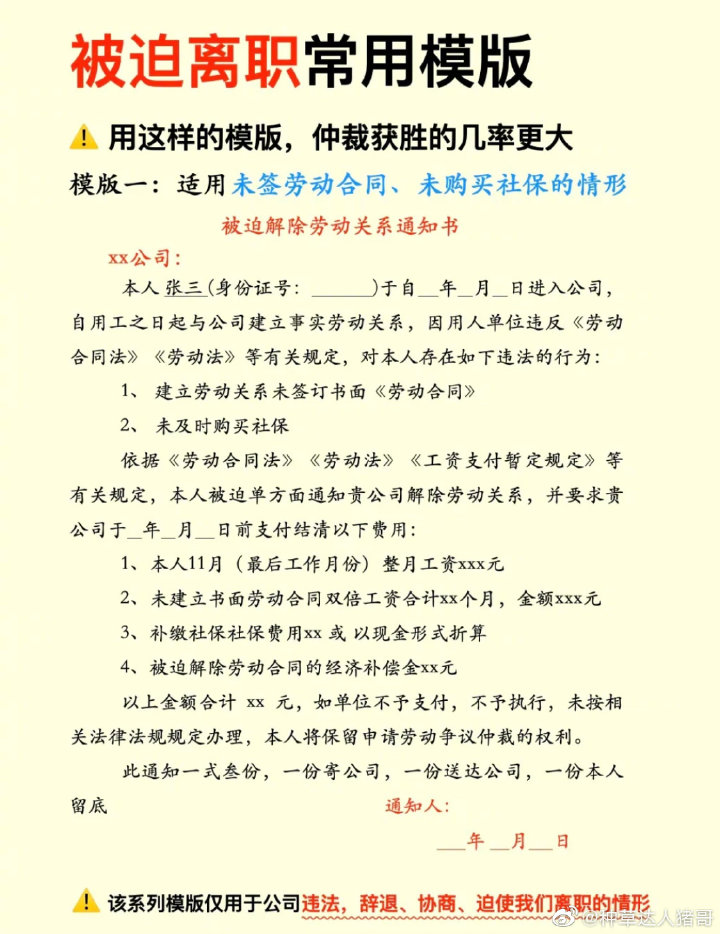 被迫离职常用模版
用这样的模版，仲裁获胜的几率更大
模版一：适用未签劳动合同、未购买社保的情形
被迫解除劳动关系通知书
xx公司：
本人 张三(身份证号：______)于自__年_月_日进入公司，
自用工之日起与公司建立事实劳动关系，因用人单位违反《劳动
合同法》《劳动法》等有关规定，对本人存在如下违法的行为：
1、 建立劳动关系未签订书面《劳动合同》
2、 未及时购买社保
依据《劳动合同法》《劳动法》《工资支付暂定规定》等
有关规定，本人被迫单方面通知贵公司解除劳动关系，并要求贵
公司于_年_月__日前支付结清以下费用：
1、本人11月（最后工作月份）整月工资xxx元
2、未建立书面劳动合同双倍工资合计xx个月，金额xxx元
3、补缴社保社保费用xx 或 以现金形式折算
4、被迫解除劳动合同的经济补偿金xx元
以上金额合计 xx 元，如单位不予支付，不予执行，未按相
关法律法规规定办理，本人将保留申请劳动争议仲裁的权利。
此通知一式叁份，一份寄公司，一份送达公司，一份本人
留底 通知人：
___年 __月___日
该系列模版仅用于公司违法，辞退、协商、迫使我们离职的情形
@种草达人猪哥